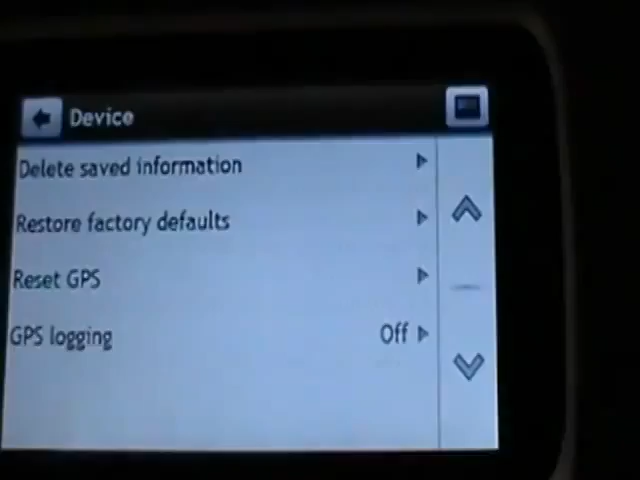 Device
Delete saved information
Restore factory defaults
Reset GPS
GPS logging Off